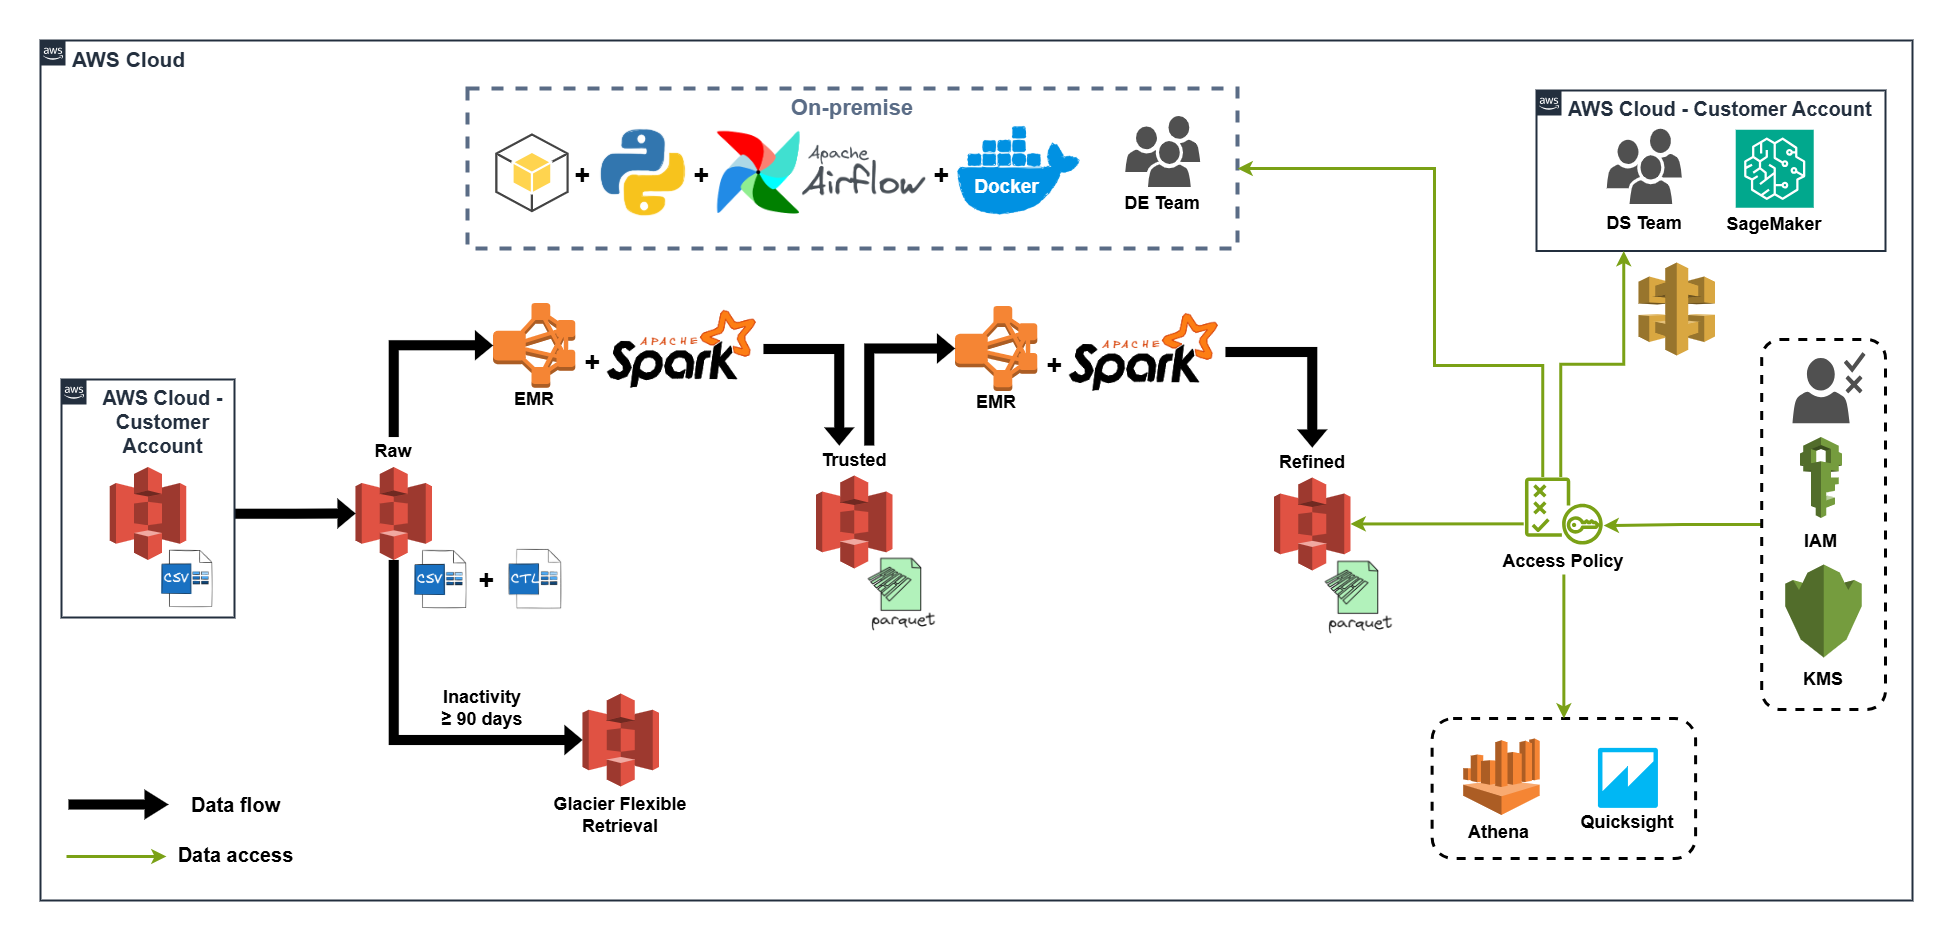 aws
AWS Cloud
On-premise
Apache
Airflow
Docker
DE Team
+
+
+
aws
AWS Cloud - Customer Account
DS Team
SageMaker
APACHE
Spark
+
EMR
APACHE
Spark
+
EMR
aws
AWS Cloud -
Customer
Account
CSV
Raw
CSV
+
CTL
Trusted
parquet
Refined
parquet
Access Policy
IAM
KMS
Inactivity
≥ 90 days
Glacier Flexible
Retrieval
Athena
Quicksight
Data flow
Data access